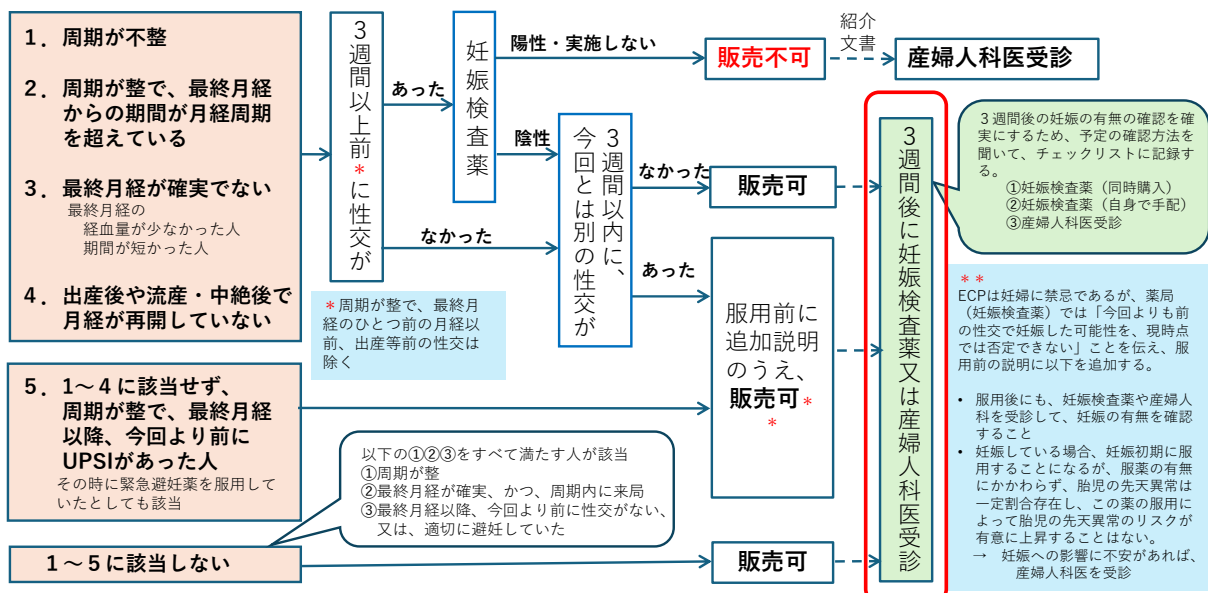 1．周期が不整
2．周期が整で、最終月経
からの期間が月経周期
を超えている
3．最終月経が確実でない
最終月経の
経血量が少なかった人
期間が短かった人
4．出産後や流産・中絶後で
月経が再開していない
5．1～4に該当せず、
周期が整で、最終月経
以降、今回より前に
UPSIがあった人
その時に緊急避妊薬を服用して
いたとしても該当
1～5に該当しない
3週間以上前*に性交が
あった
なかった
妊娠検査薬
陽性・実施しない
陰性
販売不可
紹介
文書
産婦人科医受診
3週間以内に、
今回とは別の性交が
なかった
あった
販売可
服用前に
追加説明
のうえ、
販売可*
*
販売可
*周期が整で、最終月
経のひとつ前の月経以
前、出産等前の性交は
除く
以下の①②③をすべて満たす人が該当
①周期が整
②最終月経が確実、かつ、周期内に来局
③最終月経以降、今回より前に性交がない、
又は、適切に避妊していた
3週間後に妊娠検査薬又は産婦人科医受診
3週間後の妊娠の有無の確認を確
実にするため、予定の確認方法を
聞いて、チェックリストに記録す
る。
①妊娠検査薬（同時購入）
②妊娠検査薬（自身で手配）
③産婦人科医受診
**
ECPは妊婦に禁忌であるが、薬局
（妊娠検査薬）では「今回よりも前
の性交で妊娠した可能性を、現時点
では否定できない」ことを伝え、服
用前の説明に以下を追加する。
• 服用後にも、妊娠検査薬や産婦人
科を受診して、妊娠の有無を確認
すること
• 妊娠している場合、妊娠初期に服
用することになるが、服薬の有無
にかかわらず、胎児の先天異常は
一定割合存在し、この薬の服用に
よって胎児の先天異常のリスクが
有意に上昇することはない。
→ 妊娠への影響に不安があれば、
産婦人科医を受診